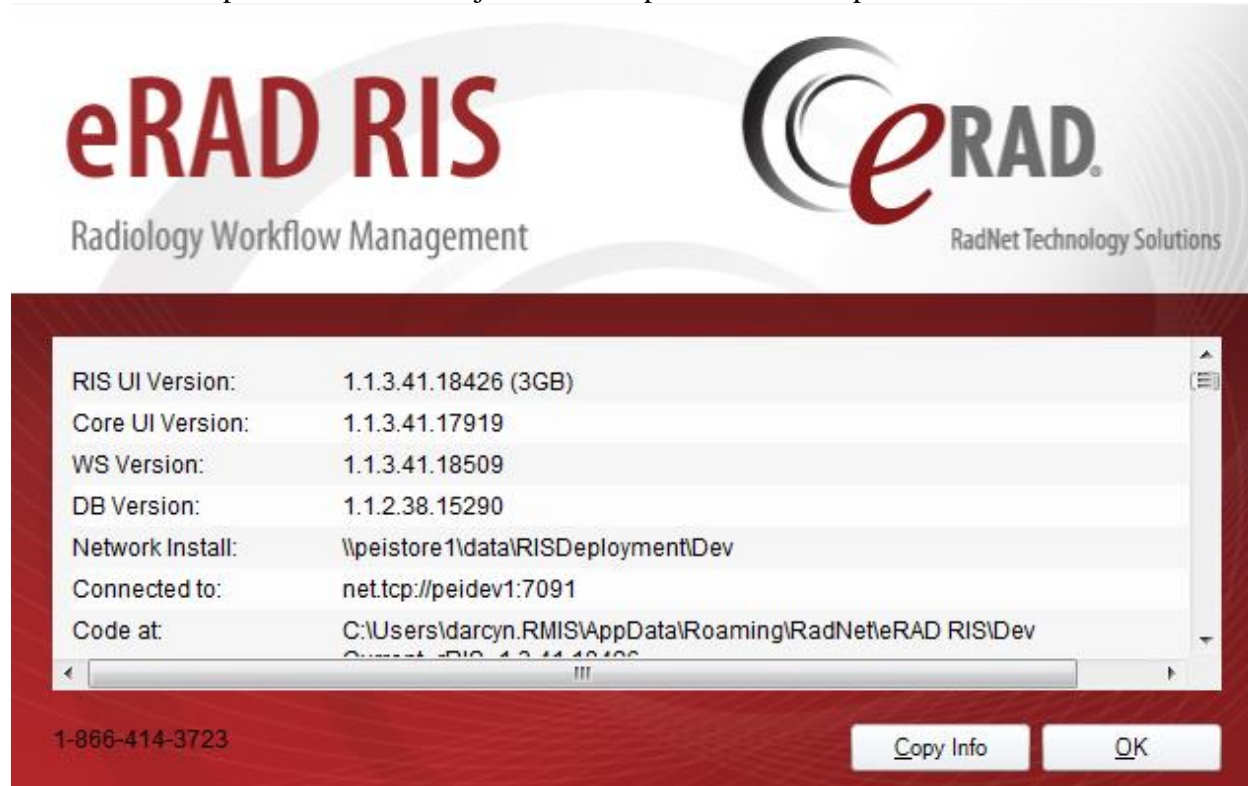 eRAD RIS
Radiology Workflow Management
eRAD®
RadNet Technology Solutions
RIS UI Version: 1.1.3.41.18426 (3GB)
Core UI Version: 1.1.3.41.17919
WS Version: 1.1.3.41.18509
DB Version: 1.1.2.38.15290
Network Install: \\peistore1\data\RISDeployment\Dev
Connected to: net.tcp://peidev1:7091
Code at: C:\Users\darcyn.RMIS\AppData\Roaming\RadNet\eRAD RIS\Dev
1-866-414-3723
Copy Info
OK